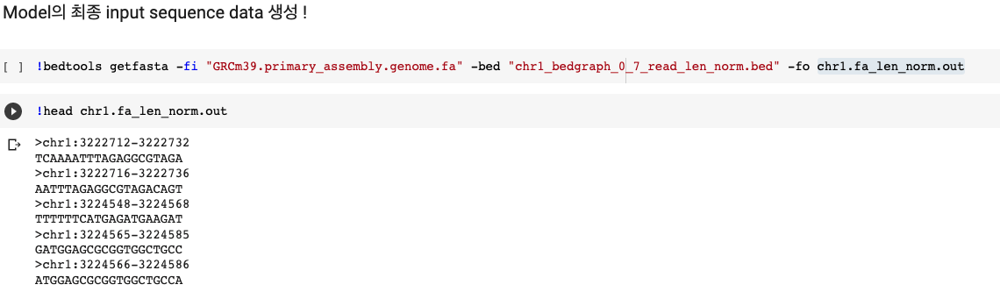 Model의 최종 input sequence data 생성 !
[ ] !bedtools getfasta -fi "GRCm39.primary_assembly.genome.fa" -bed "chr1_bedgraph_0_7_read_len_norm.bed" -fo chr1.fa_len_norm.out
!head chr1.fa_len_norm.out
>chr1:3222712-3222732
TCAAAATTTAGAGGCGTAGA
>chr1:3222716-3222736
AATTTAGAGGCGTAGACAGT
>chr1:3224548-3224568
TTTTTTCATGAGATGAAGAT
>chr1:3224565-3224585
GATGGAGCGCGGTGGCTGCC
>chr1:3224566-3224586
ATGGAGCGCGGTGGCTGCCA